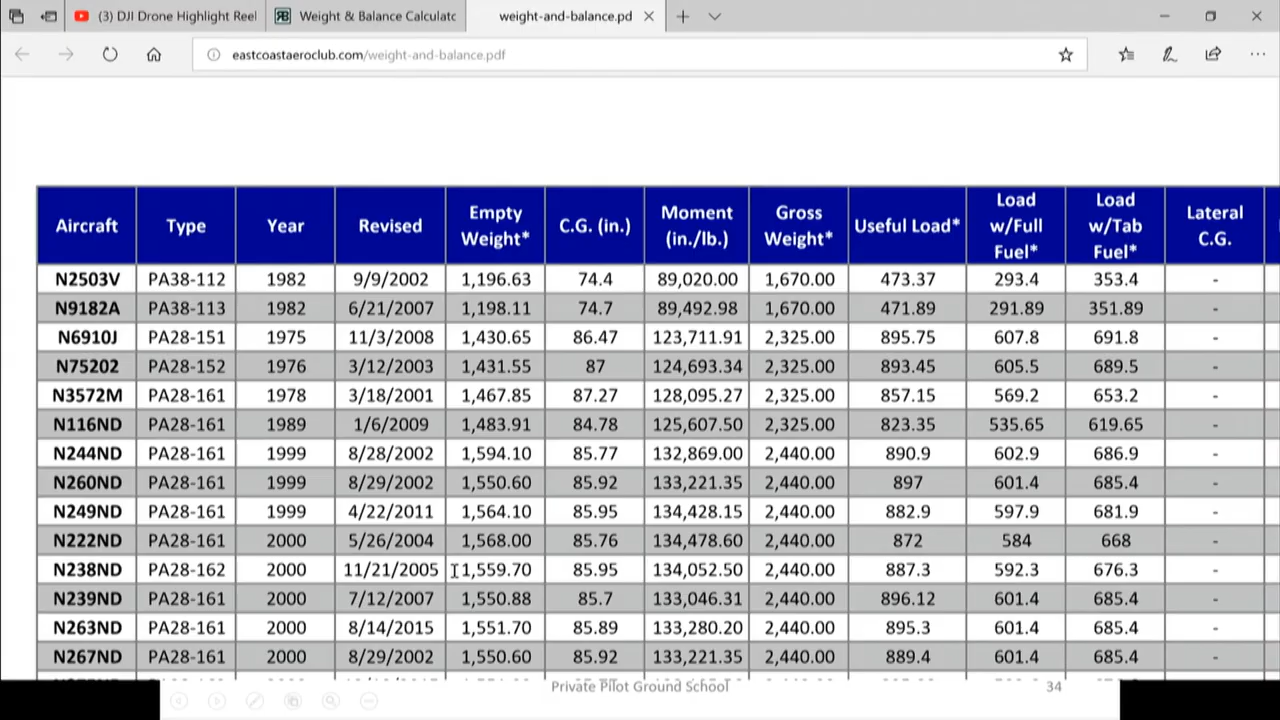 (3) DJI Drone Highlight Reel Weight & Balance Calculatc weight-and-balance.pd
eastcoastaeroclub.com/weight-and-balance.pdf
Aircraft Type Year Revised Empty Weight* C.G. (in.) Moment (in./lb.) Gross Weight* Useful Load* Load w/Full Fuel* Load w/Tab Fuel* Lateral C.G.
N2503V PA38-112 1982 9/9/2002 1,196.63 74.4 89,020.00 1,670.00 473.37 293.4 353.4 -
N9182A PA38-113 1982 6/21/2007 1,198.11 74.7 89,492.98 1,670.00 471.89 291.89 351.89 -
N6910J PA28-151 1975 11/3/2008 1,430.65 86.47 123,711.91 2,325.00 895.75 607.8 691.8 -
N75202 PA28-152 1976 3/12/2003 1,431.55 87 124,693.34 2,325.00 893.45 605.5 689.5 -
N3572M PA28-161 1978 3/18/2001 1,467.85 87.27 128,095.27 2,325.00 857.15 569.2 653.2 -
N116ND PA28-161 1989 1/6/2009 1,483.91 84.78 125,607.50 2,325.00 823.35 535.65 619.65 -
N244ND PA28-161 1999 8/28/2002 1,594.10 85.77 132,869.00 2,440.00 890.9 602.9 686.9 -
N260ND PA28-161 1999 8/29/2002 1,550.60 85.92 133,221.35 2,440.00 897 601.4 685.4 -
N249ND PA28-161 1999 4/22/2011 1,564.10 85.95 134,428.15 2,440.00 882.9 597.9 681.9 -
N222ND PA28-161 2000 5/26/2004 1,568.00 85.76 134,478.60 2,440.00 872 584 668 -
N238ND PA28-162 2000 11/21/2005 1,559.70 85.95 134,052.50 2,440.00 887.3 592.3 676.3 -
N239ND PA28-161 2000 7/12/2007 1,550.88 85.7 133,046.31 2,440.00 896.12 601.4 685.4 -
N263ND PA28-161 2000 8/14/2015 1,551.70 85.89 133,280.20 2,440.00 895.3 601.4 685.4 -
N267ND PA28-161 2000 8/29/2002 1,550.60 85.92 133,221.35 2,440.00 889.4 601.4 685.4 -
Private Pilot Ground School 34